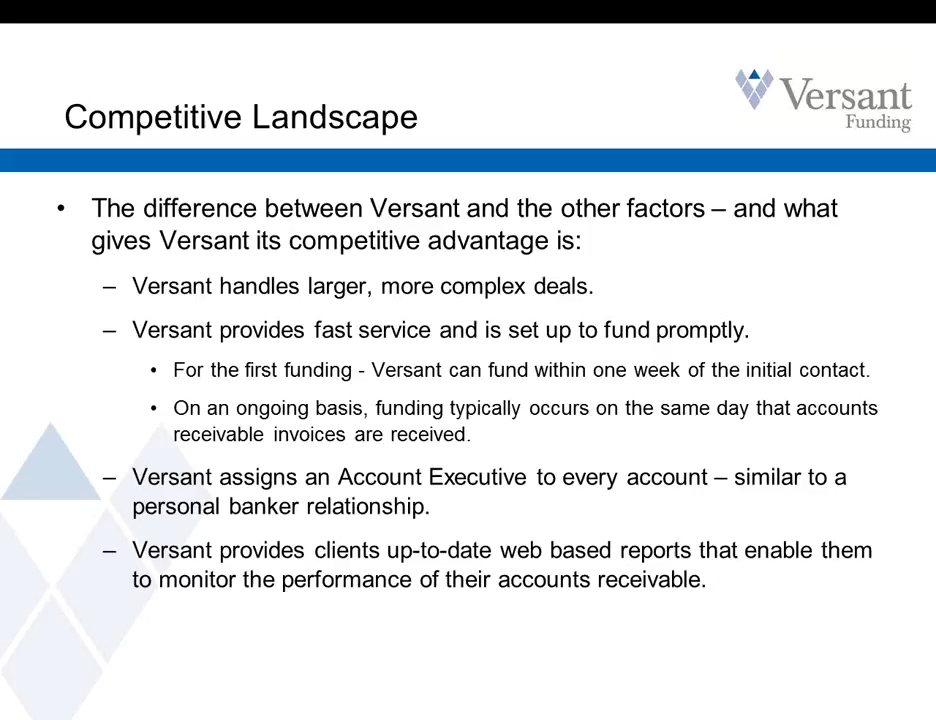 Versant
Funding
Competitive Landscape
• The difference between Versant and the other factors – and what
gives Versant its competitive advantage is:
– Versant handles larger, more complex deals.
– Versant provides fast service and is set up to fund promptly.
• For the first funding - Versant can fund within one week of the initial contact.
• On an ongoing basis, funding typically occurs on the same day that accounts
receivable invoices are received.
– Versant assigns an Account Executive to every account – similar to a
personal banker relationship.
– Versant provides clients up-to-date web based reports that enable them
to monitor the performance of their accounts receivable.